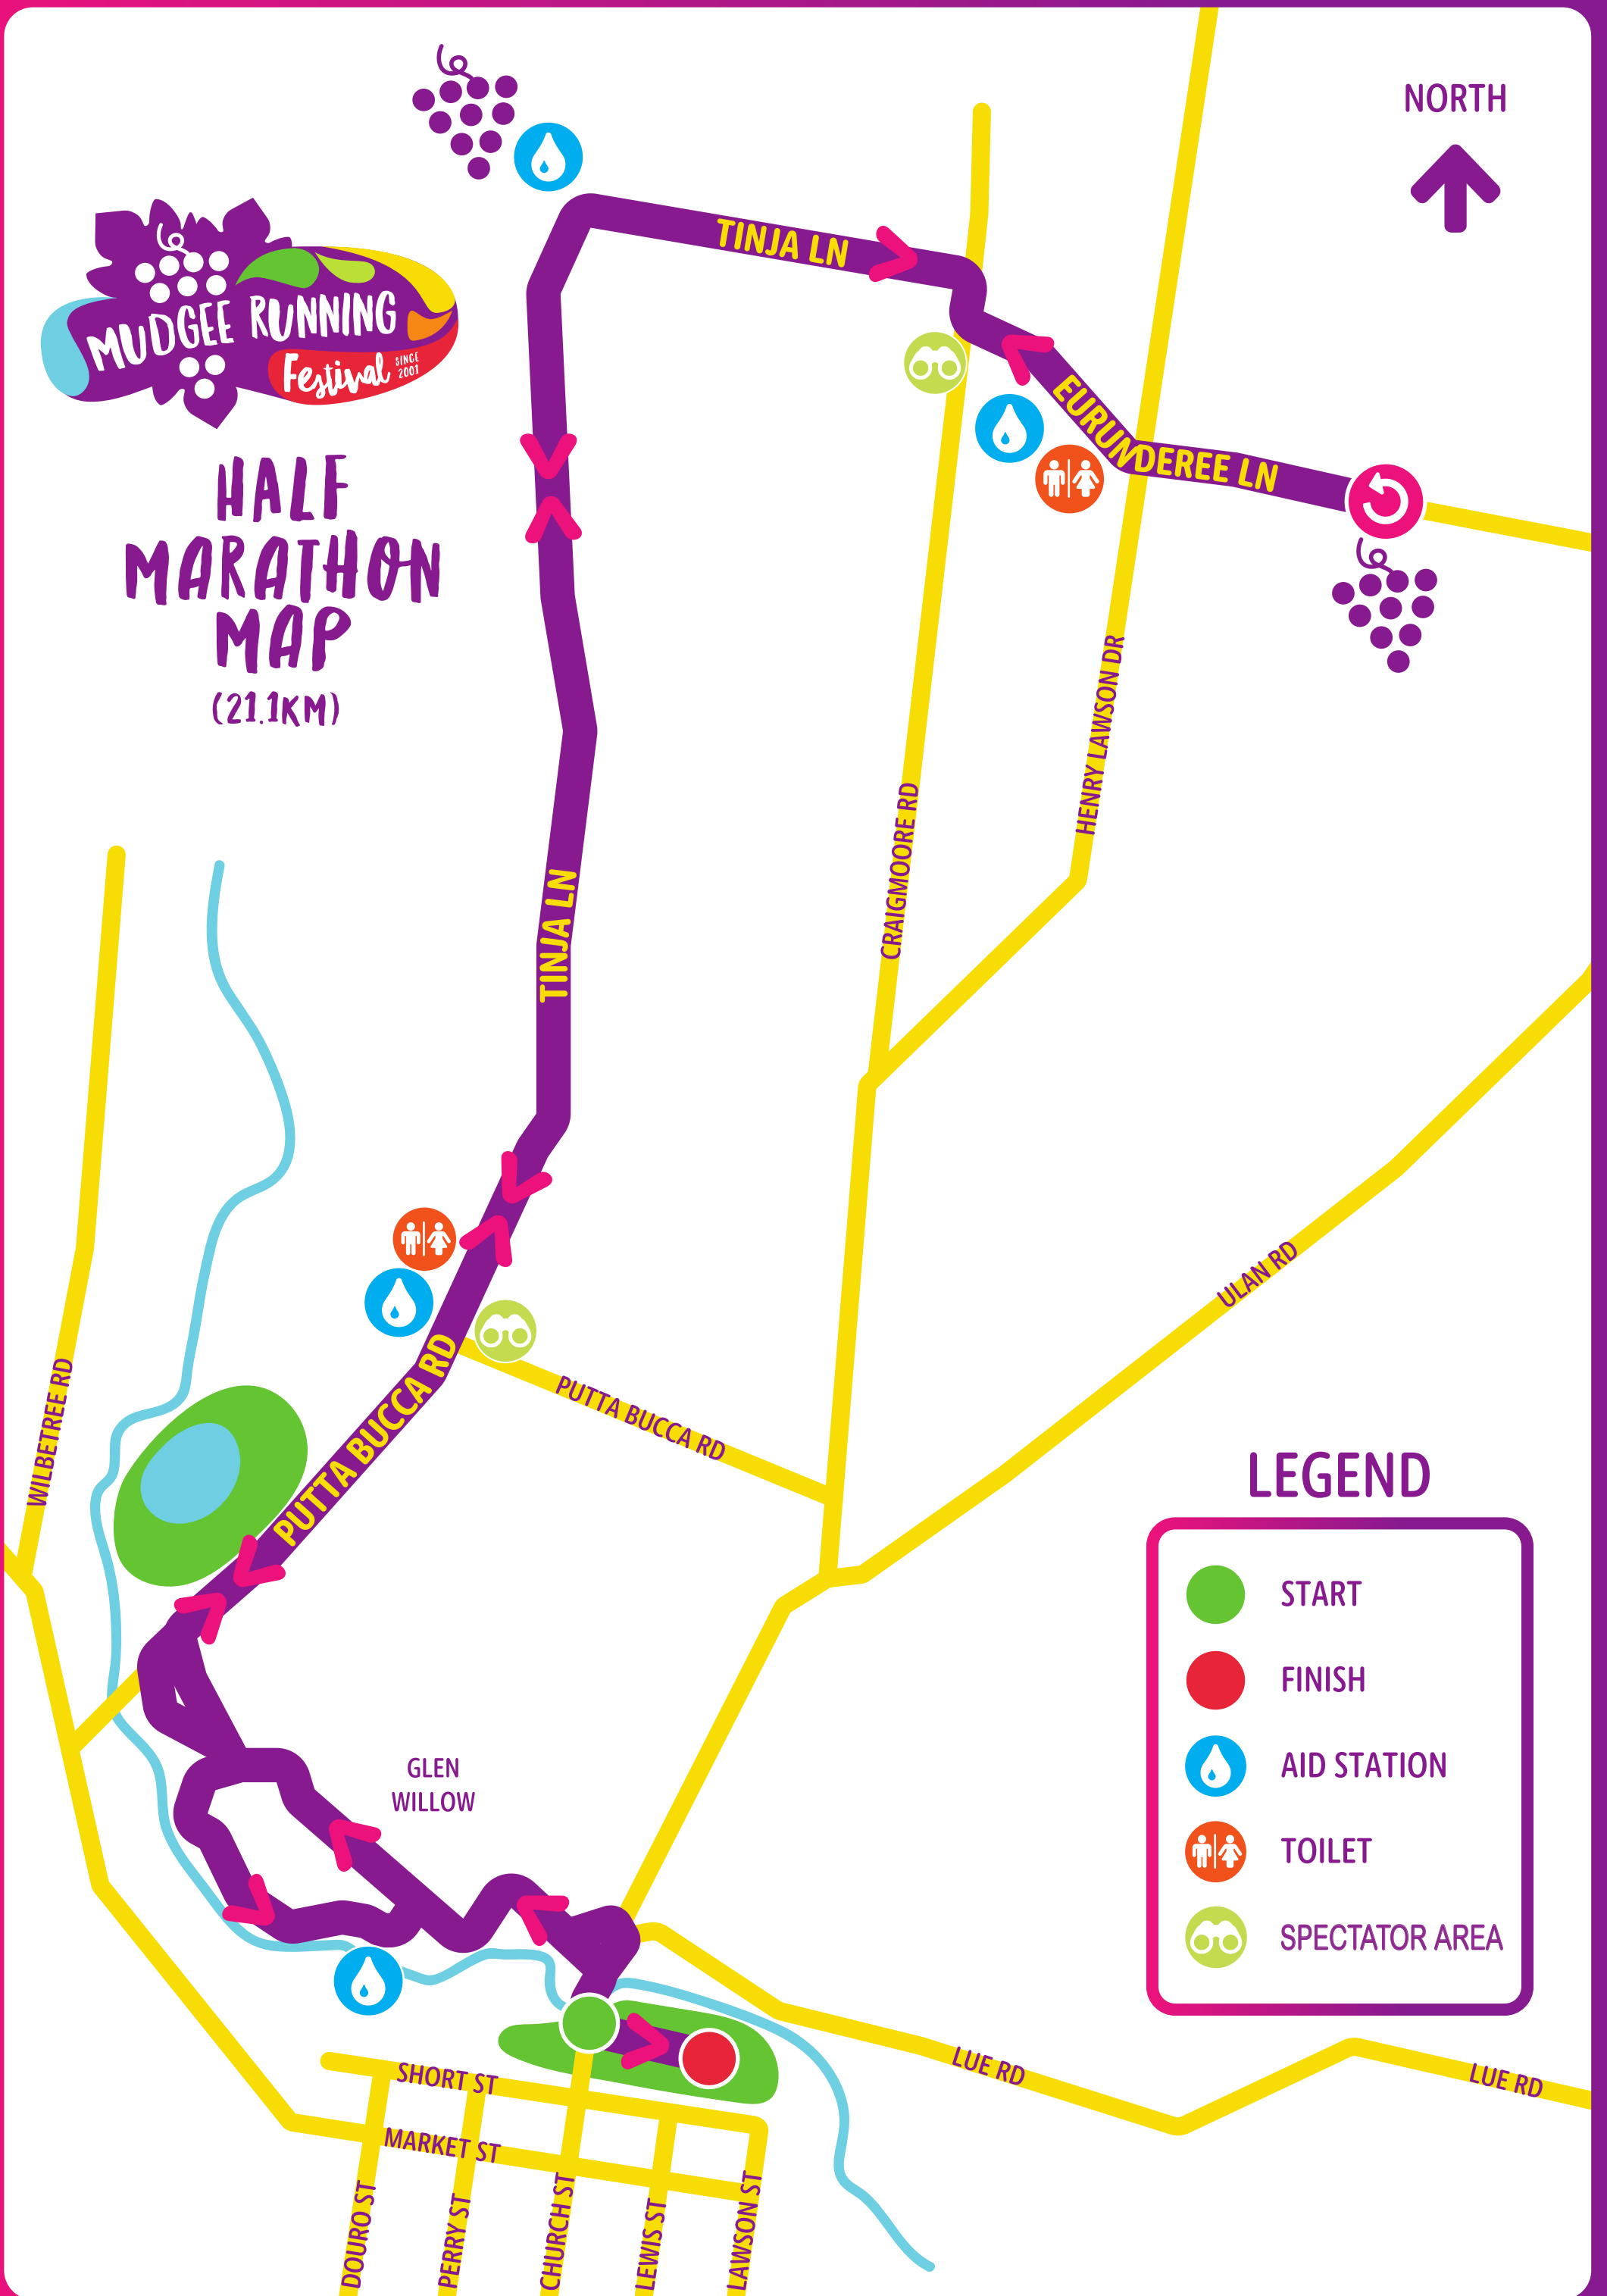 NORTH
MUDGEE RUNNING
Festival
SINCE
2001
HALF
MARATHON
MAP
(21.1KM)
TINJA LN
EURUNDEREE LN
HENRY LAWSON DR
CRAIGMOORE RD
TINJA LN
ULAN RD
WILBETREE RD
PUTTA BUCCA RD
PUTTA BUCCA RD
GLEN
WILLOW
LEGEND
START
FINISH
AID STATION
TOILET
SPECTATOR AREA
LUE RD
LUE RD
SHORT ST
MARKET ST
DOURO ST
PERRY ST
CHURCH ST
LEWIS ST
LAWSON ST